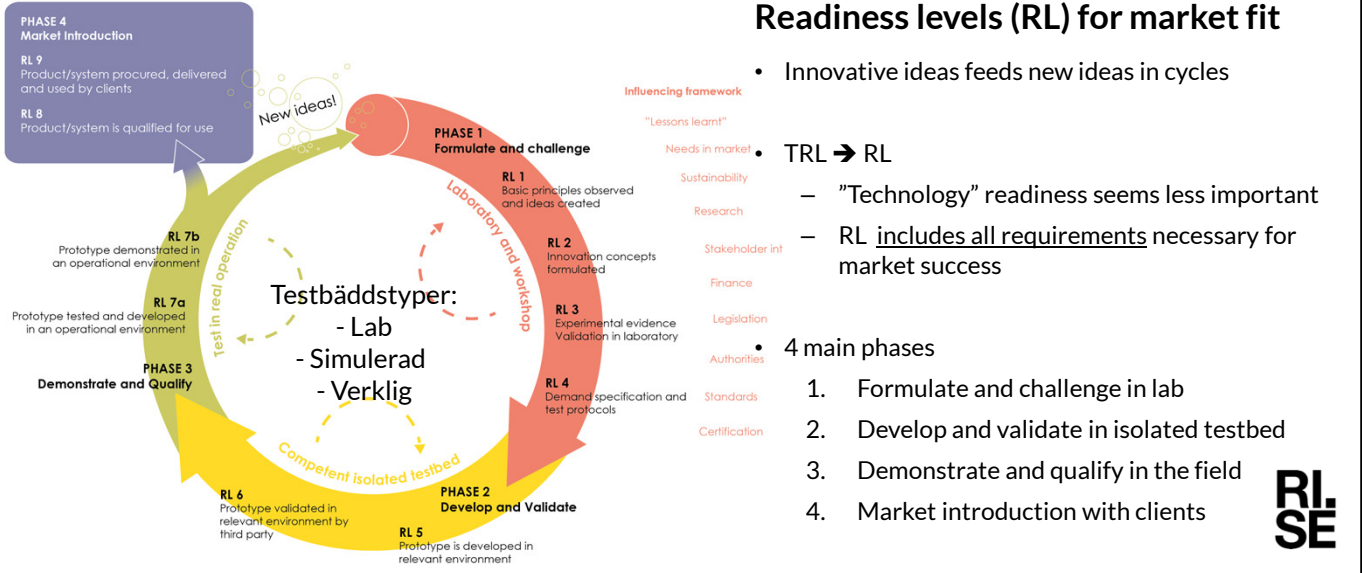 PHASE 4
Market Introduction
RL 9
Product/system procured, delivered
and used by clients
RL 8
Product/system is qualified for use
New ideas!
PHASE 1
Formulate and challenge
RL 1
Basic principles observed
and ideas created
RL 2
Innovation concepts
formulated
RL 3
Experimental evidence
Validation in laboratory
RL 4
Demand specification and
test protocols
Laboratory and workshop
PHASE 2
Develop and Validate
RL 5
Prototype is developed in
relevant environment
RL 6
Prototype validated in
relevant environment by
third party
Competent isolated testbed
PHASE 3
Demonstrate and Qualify
RL 7a
Prototype tested and developed
in an operational environment
RL 7b
Prototype demonstrated in
an operational environment
Test in real operation
Testbäddstyper:
- Lab
- Simulerad
- Verklig
Influencing framework
"Lessons learnt"
Needs in market
Sustainability
Research
Stakeholder int
Finance
Legislation
Authorities
Standards
Certification
Readiness levels (RL) for market fit
• Innovative ideas feeds new ideas in cycles
• TRL ➔ RL
– ”Technology” readiness seems less important
– RL includes all requirements necessary for
market success
• 4 main phases
1. Formulate and challenge in lab
2. Develop and validate in isolated testbed
3. Demonstrate and qualify in the field
4. Market introduction with clients
RI.
SE